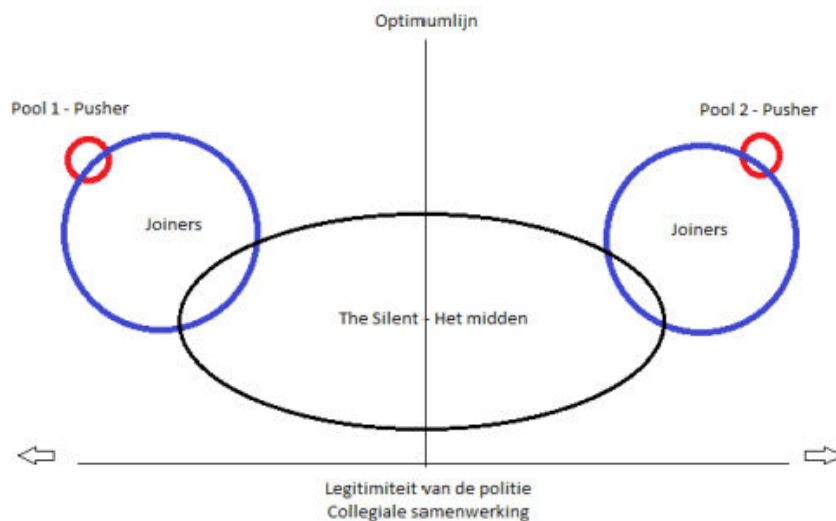 Optimumlijn
Pool 1 - Pusher
Pool 2 - Pusher
Joiners
Joiners
The Silent - Het midden
Legitimiteit van de politie
Collegiale samenwerking